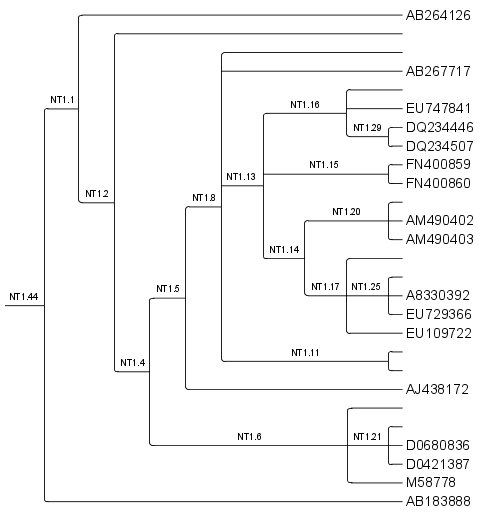 AB264126
NT1.1
AB267717
NT1.16
EU747841
NT1.29
DQ234446
DQ234507
NT1.15
FN400859
NT1.13
FN400860
NT1.2
NT1.8
NT1.20
AM490402
AM490403
NT1.14
NT1.5
NT1.17
NT1.25
NT1.44
A8330392
EU729366
EU109722
NT1.11
NT1.4
AJ438172
NT1.6
NT1.21
D0680836
D0421387
M58778
AB183888